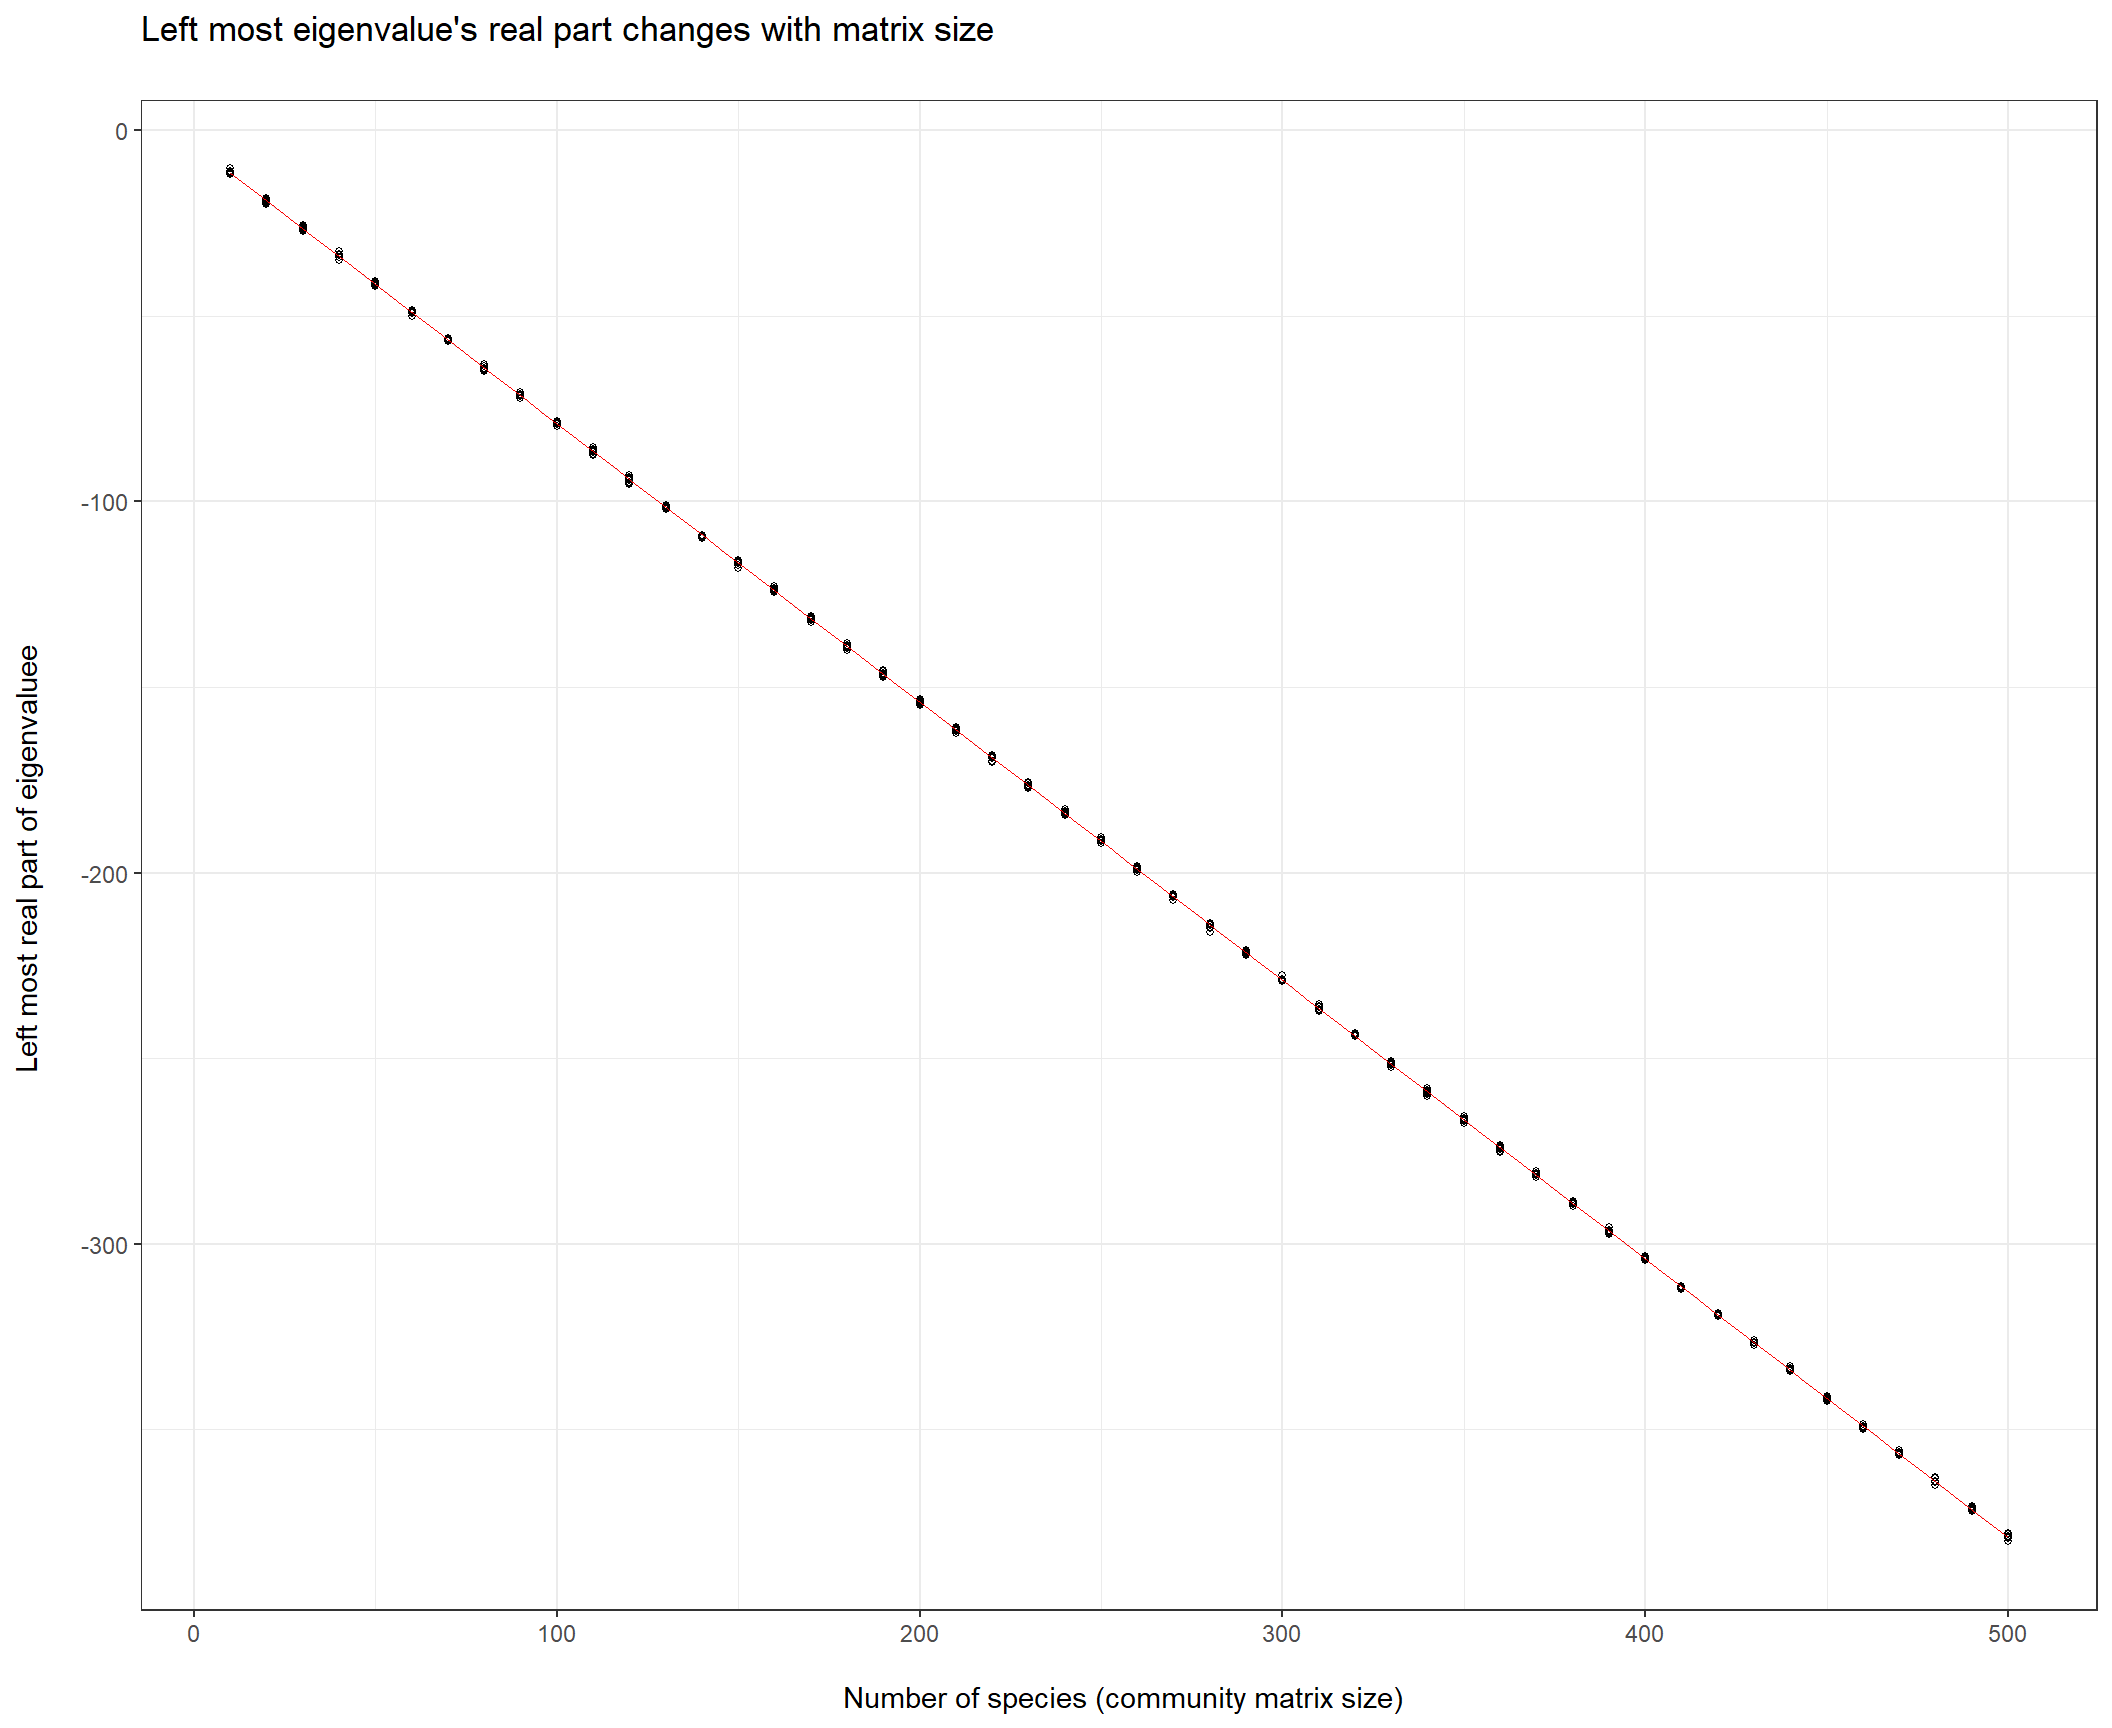 Left most eigenvalue's real part changes with matrix size
Left most real part of eigenvaluee
0
-100
-200
-300
0 100 200 300 400 500
Number of species (community matrix size)